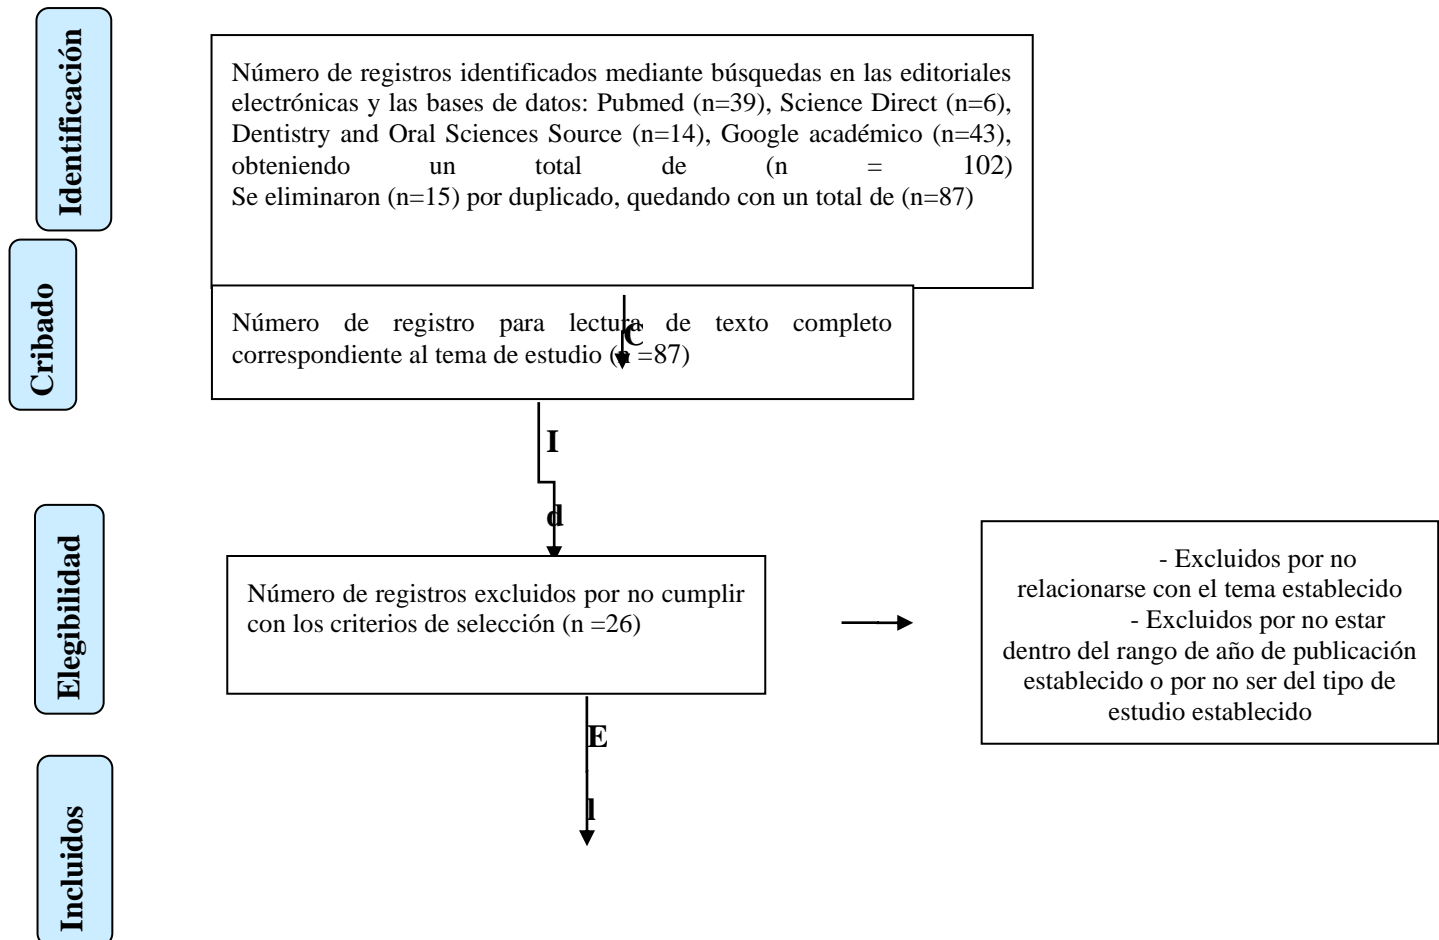 Identificación
Número de registros identificados mediante búsquedas en las editoriales
electrónicas y las bases de datos: Pubmed (n=39), Science Direct (n=6),
Dentistry and Oral Sciences Source (n=14), Google académico (n=43),
obteniendo un total de (n = 102)
Se eliminaron (n=15) por duplicado, quedando con un total de (n=87)
Cribado
Número de registro para lectura de texto completo
correspondiente al tema de estudio (n =87)
C
I
d
Elegibilidad
Número de registros excluidos por no cumplir
con los criterios de selección (n =26)
- Excluidos por no
relacionarse con el tema establecido
- Excluidos por no estar
dentro del rango de año de publicación
establecido o por no ser del tipo de
estudio establecido
E
l
Incluidos